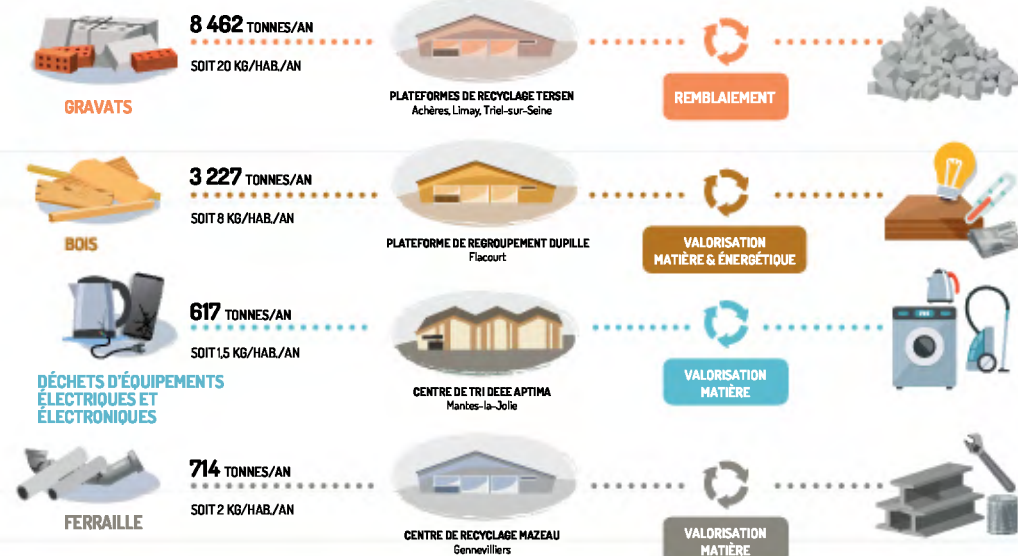 8 462 TONNES/AN
SOIT 20 KG/HAB./AN
GRAVATS
PLATEFORMES DE RECYCLAGE TERSEN
Achères, Limay, Triel-sur-Seine
REMBLAIEMENT
3 227 TONNES/AN
SOIT 8 KG/HAB./AN
BOIS
PLATEFORME DE REGROUPEMENT DUPILLE
Flacourt
VALORISATION
MATIÈRE & ÉNERGÉTIQUE
617 TONNES/AN
SOIT 1,5 KG/HAB./AN
DÉCHETS D'ÉQUIPEMENTS
ÉLECTRIQUES ET
ÉLECTRONIQUES
CENTRE DE TRI DEEE APTIMA
Mantes-la-Jolie
VALORISATION
MATIÈRE
714 TONNES/AN
SOIT 2 KG/HAB./AN
FERRAILLE
CENTRE DE RECYCLAGE MAZEAU
Gennevilliers
VALORISATION
MATIÈRE